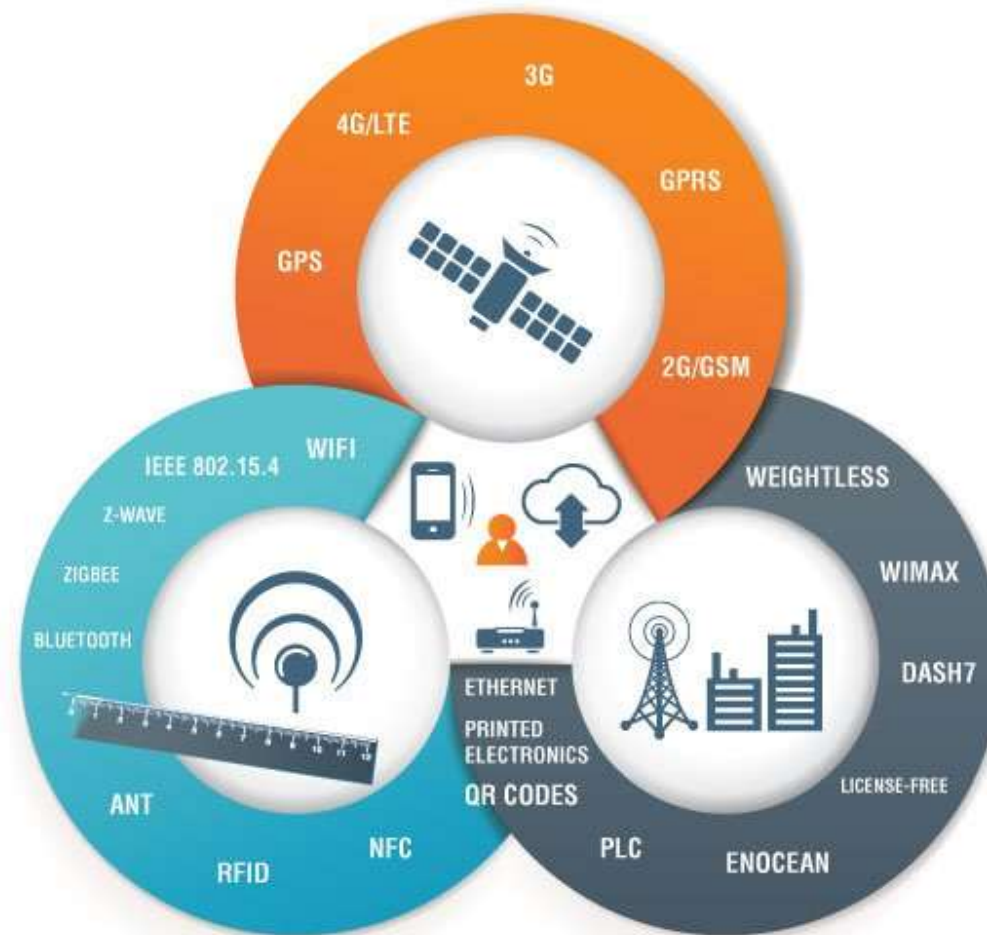 3G
4G/LTE
GPRS
GPS
2G/GSM
WIFI
IEEE 802.15.4
Z-WAVE
ZIGBEE
BLUETOOTH
ANT
RFID
NFC
WEIGHTLESS
WIMAX
DASH7
LICENSE-FREE
ENOCEAN
PLC
ETHERNET
PRINTED
ELECTRONICS
QR CODES